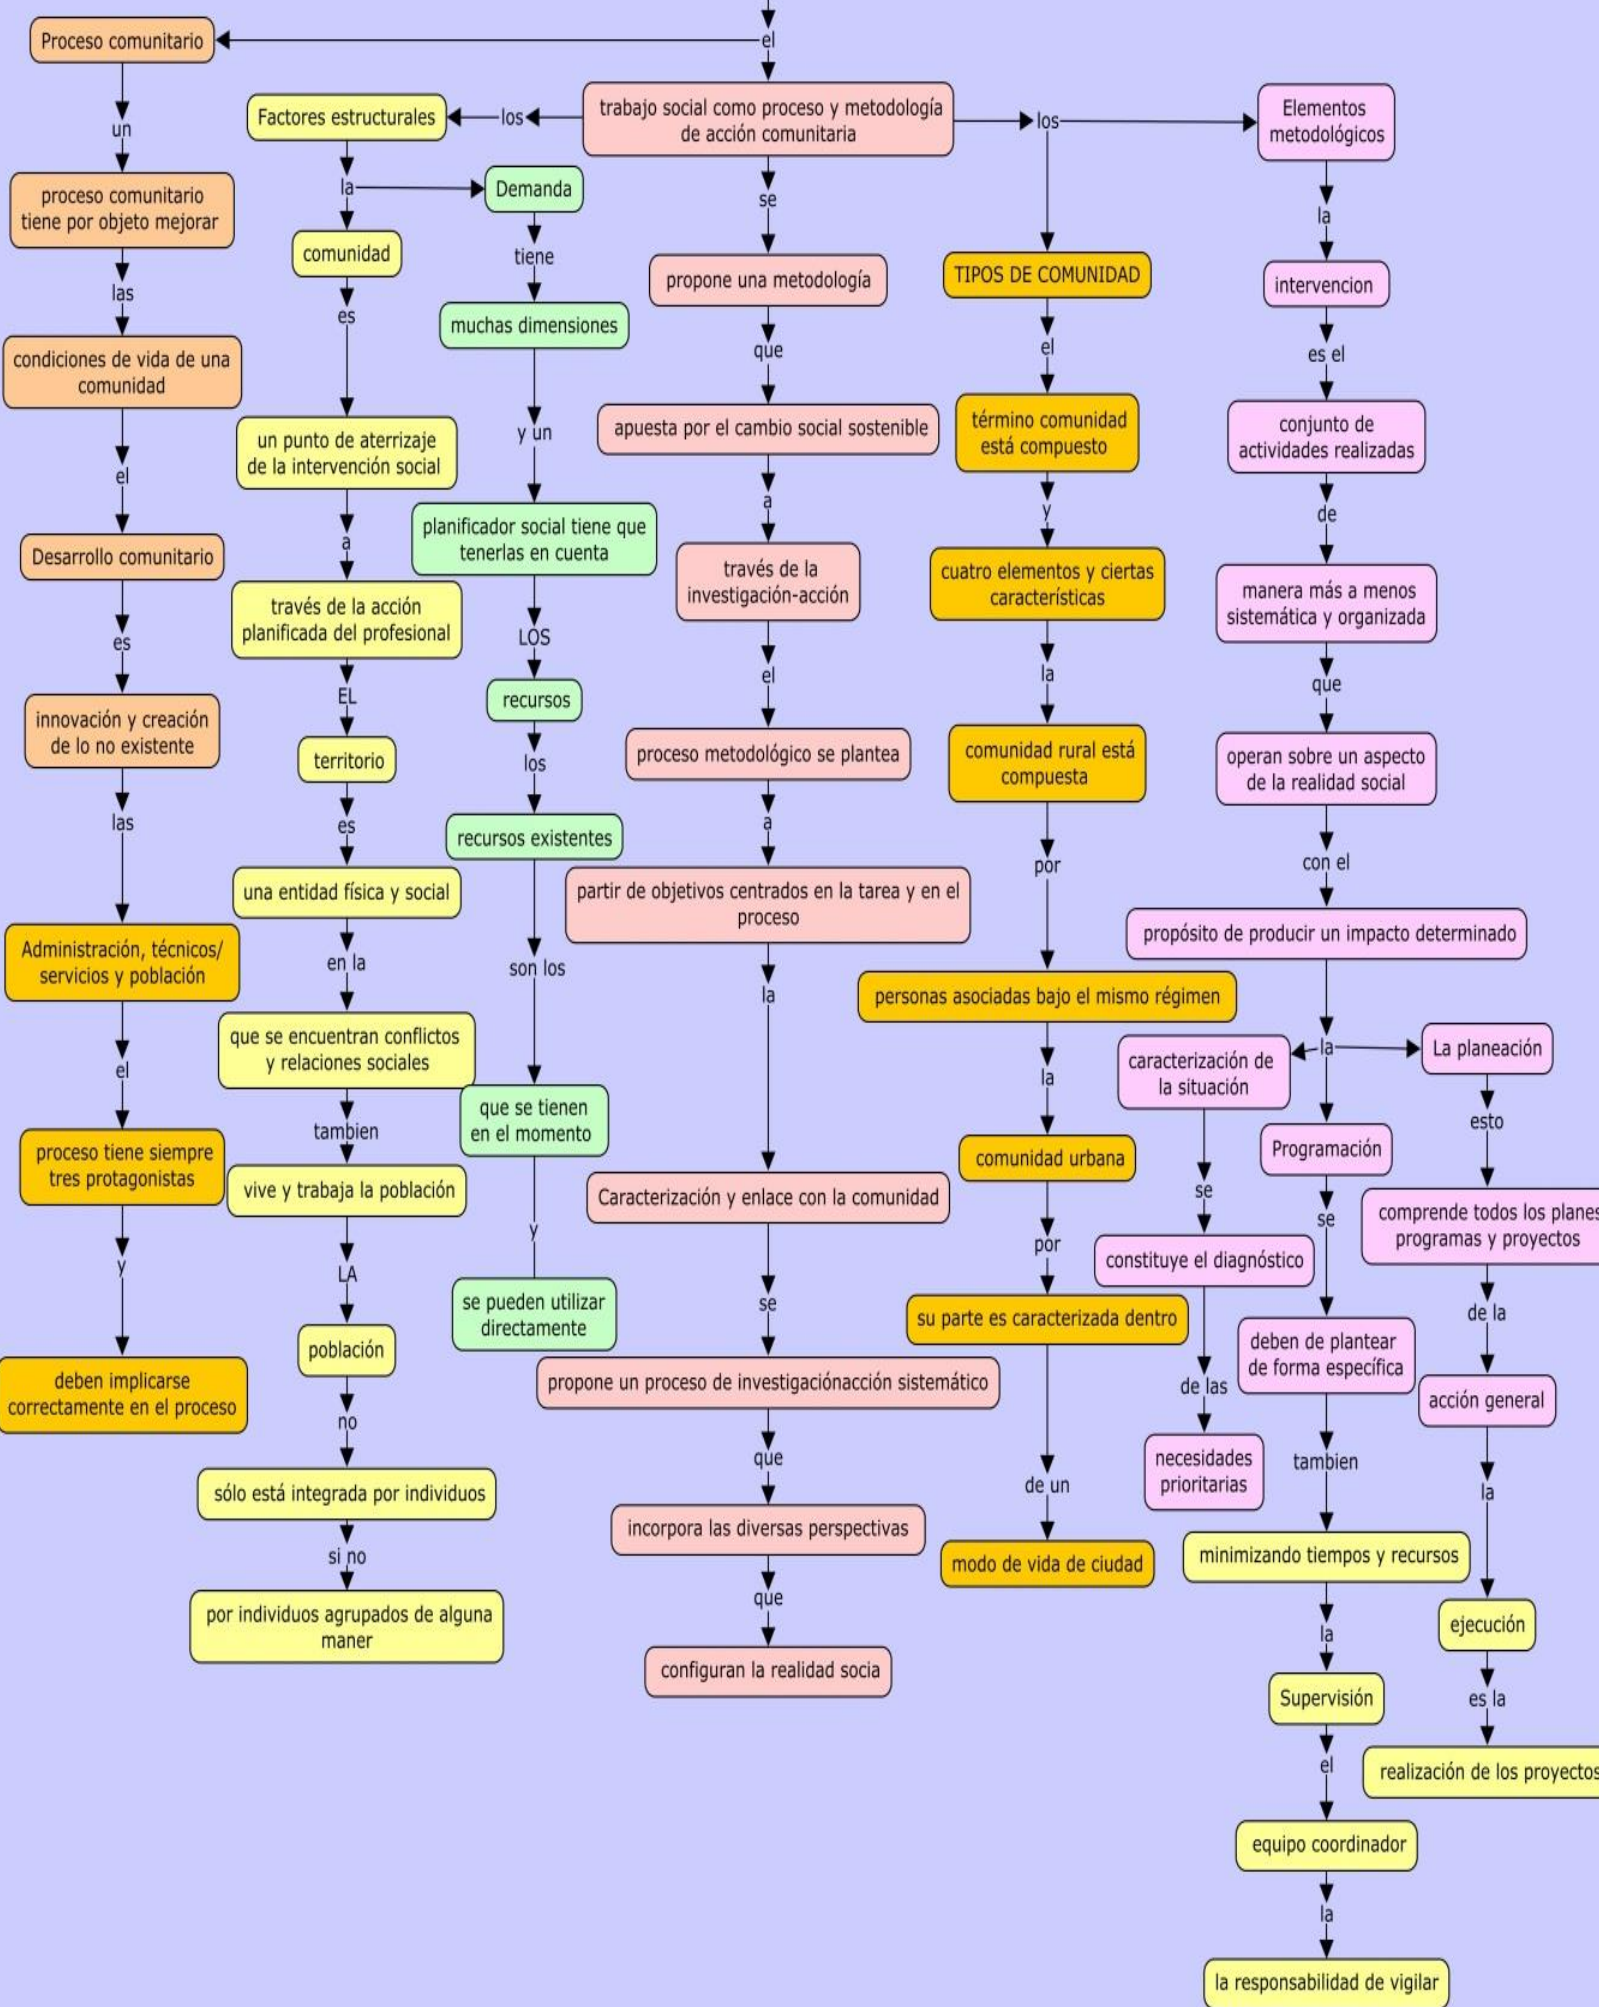 el
Proceso comunitario
un
proceso comunitario
tiene por objeto mejorar
las
condiciones de vida de una
comunidad
el
Desarrollo comunitario
es
innovación y creación
de lo no existente
las
Administración, técnicos/
servicios y población
el
proceso tiene siempre
tres protagonistas
y
deben implicarse
correctamente en el proceso
trabajo social como proceso y metodología
de acción comunitaria
los
Factores estructurales
la
comunidad
es
un punto de aterrizaje
de la intervención social
a
través de la acción
planificada del profesional
EL
territorio
es
una entidad física y social
en la
que se encuentran conflictos
y relaciones sociales
tambien
vive y trabaja la población
LA
población
no
sólo está integrada por individuos
si no
por individuos agrupados de alguna
maner
Demanda
tiene
muchas dimensiones
y un
planificador social tiene que
tenerlas en cuenta
LOS
recursos
los
recursos existentes
son los
que se tienen
en el momento
y
se pueden utilizar
directamente
se
propone una metodología
que
apuesta por el cambio social sostenible
a
través de la
investigación-acción
el
proceso metodológico se plantea
a
partir de objetivos centrados en la tarea y en el
proceso
la
Caracterización y enlace con la comunidad
se
propone un proceso de investigaciónacción sistemático
que
incorpora las diversas perspectivas
que
configuran la realidad socia
los
TIPOS DE COMUNIDAD
el
término comunidad
está compuesto
y
cuatro elementos y ciertas
características
la
comunidad rural está
compuesta
por
personas asociadas bajo el mismo régimen
la
comunidad urbana
por
su parte es caracterizada dentro
de un
modo de vida de ciudad
Elementos
metodológicos
la
intervencion
es el
conjunto de
actividades realizadas
de
manera más a menos
sistemática y organizada
que
operan sobre un aspecto
de la realidad social
con el
propósito de producir un impacto determinado
la
caracterización de
la situación
se
constituye el diagnóstico
de las
necesidades
prioritarias
Programación
se
deben de plantear
de forma específica
tambien
minimizando tiempos y recursos
la
Supervisión
el
equipo coordinador
la
la responsabilidad de vigilar
La planeación
esto
comprende todos los planes
programas y proyectos
de la
acción general
la
ejecución
es la
realización de los proyectos